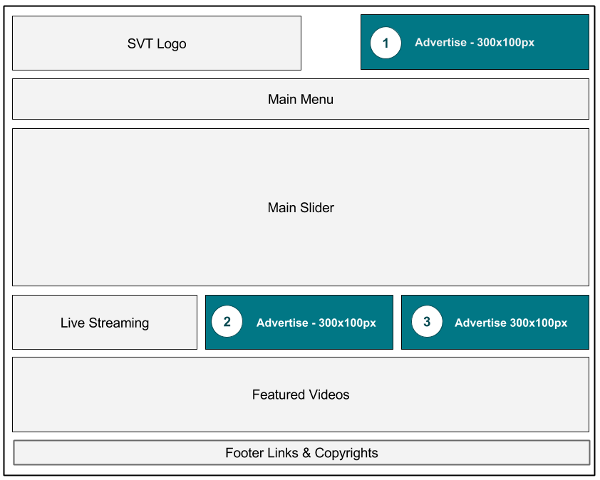 SVT Logo
1 Advertise - 300x100px
Main Menu
Main Slider
Live Streaming
2 Advertise - 300x100px
3 Advertise 300x100px
Featured Videos
Footer Links & Copyrights